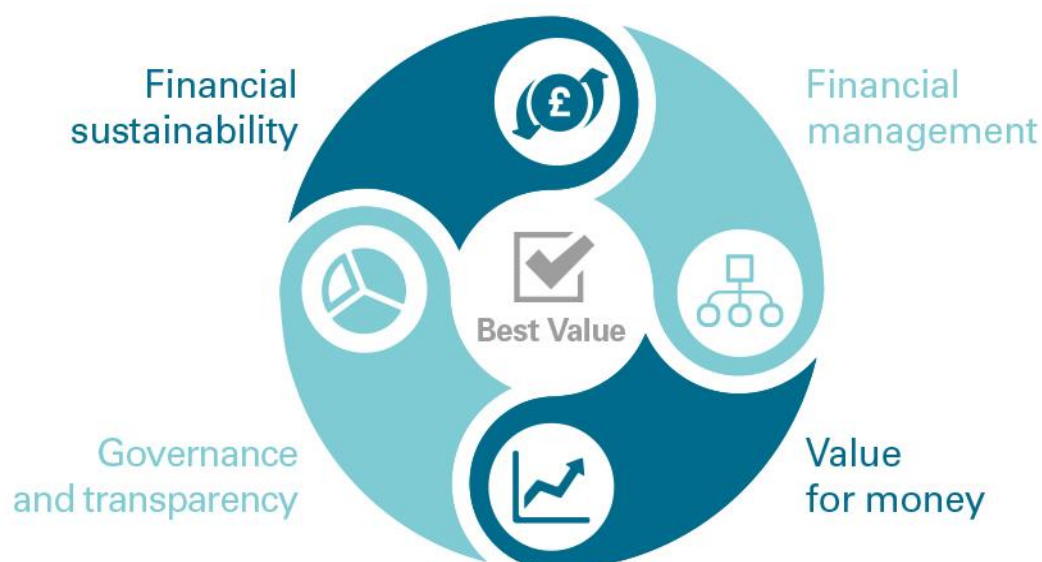 Financial
sustainability
Financial
management
£
Best Value
Governance
and transparency
Value
for money